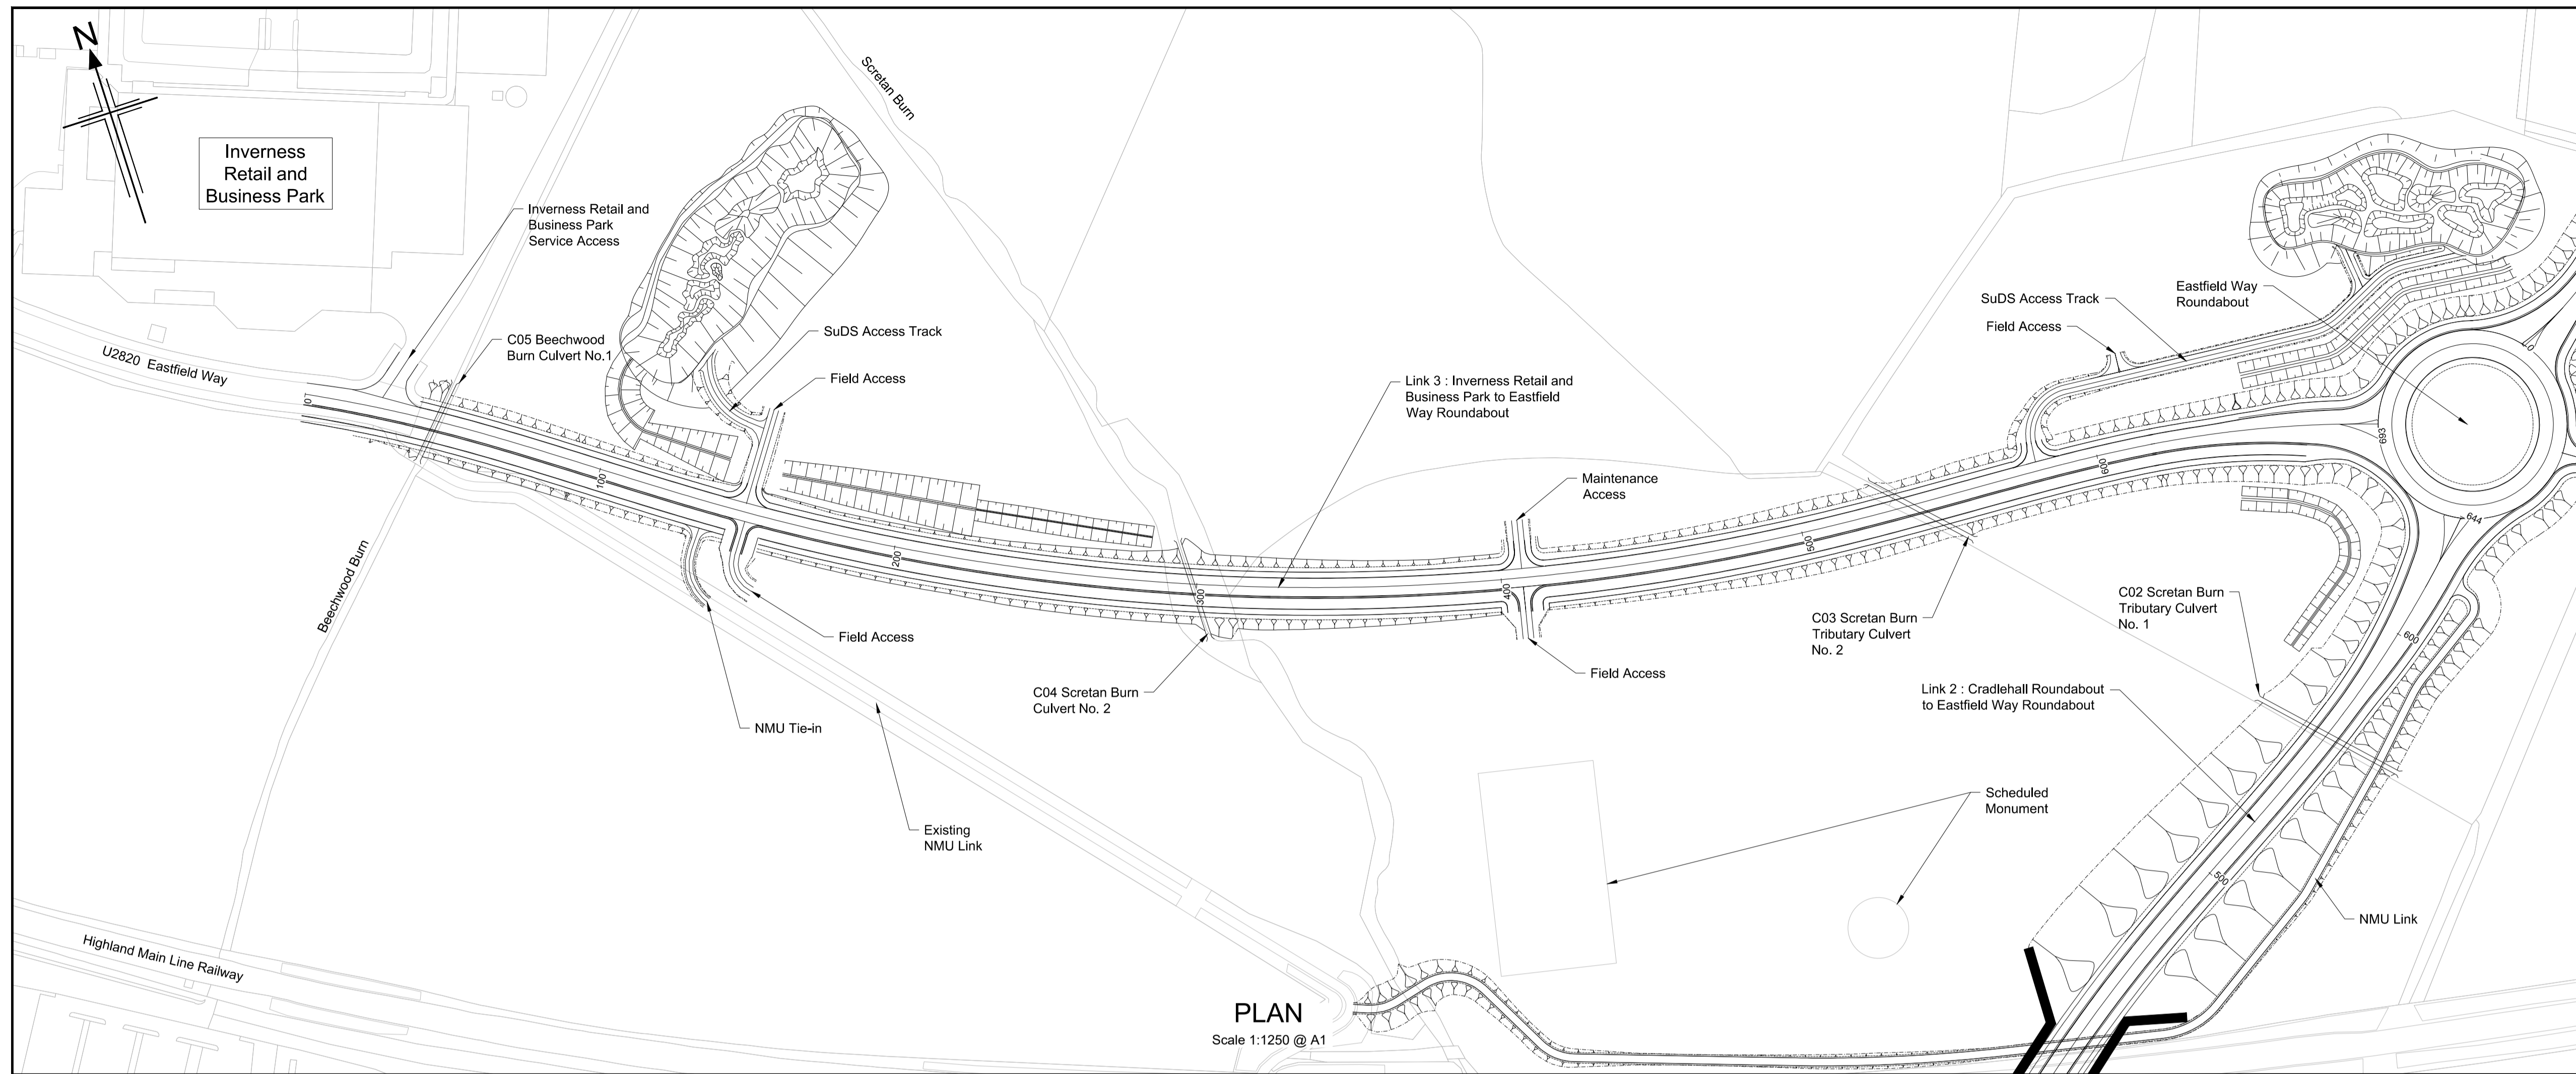 N
Inverness
Retail and
Business Park
Scretan Burn
Inverness Retail and
Business Park
Service Access
C05 Beechwood
Burn Culvert No.1
U2820 Eastfield Way
SuDS Access Track
Field Access
Link 3 : Inverness Retail and
Business Park to Eastfield
Way Roundabout
SuDS Access Track
Field Access
Eastfield Way
Roundabout
0
100
200
300
400
500
600
693
0
644
600
500
Maintenance
Access
Beechwood Burn
Field Access
NMU Tie-in
Existing
NMU Link
C04 Scretan Burn
Culvert No. 2
Field Access
C03 Scretan Burn
Tributary Culvert
No. 2
C02 Scretan Burn
Tributary Culvert
No. 1
Link 2 : Cradlehall Roundabout
to Eastfield Way Roundabout
Scheduled
Monument
NMU Link
Highland Main Line Railway
PLAN
Scale 1:1250 @ A1